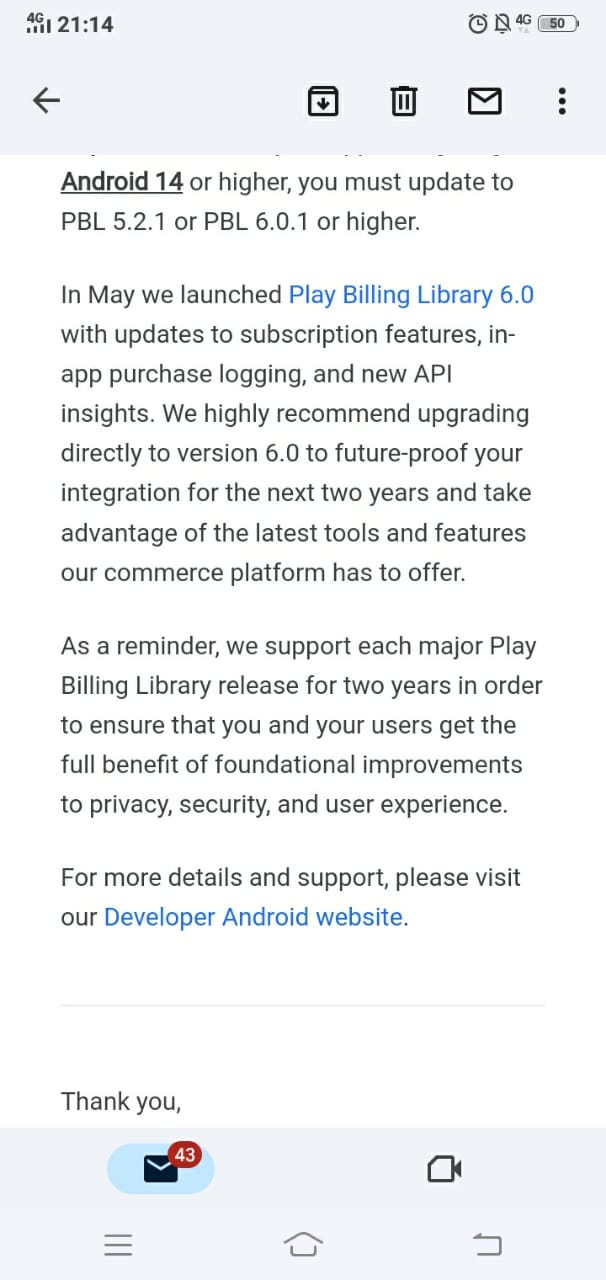 4G 21:14
4G 50
Android 14 or higher, you must update to
PBL 5.2.1 or PBL 6.0.1 or higher.
In May we launched Play Billing Library 6.0
with updates to subscription features, in-
app purchase logging, and new API
insights. We highly recommend upgrading
directly to version 6.0 to future-proof your
integration for the next two years and take
advantage of the latest tools and features
our commerce platform has to offer.
As a reminder, we support each major Play
Billing Library release for two years in order
to ensure that you and your users get the
full benefit of foundational improvements
to privacy, security, and user experience.
For more details and support, please visit
our Developer Android website.
Thank you,
43